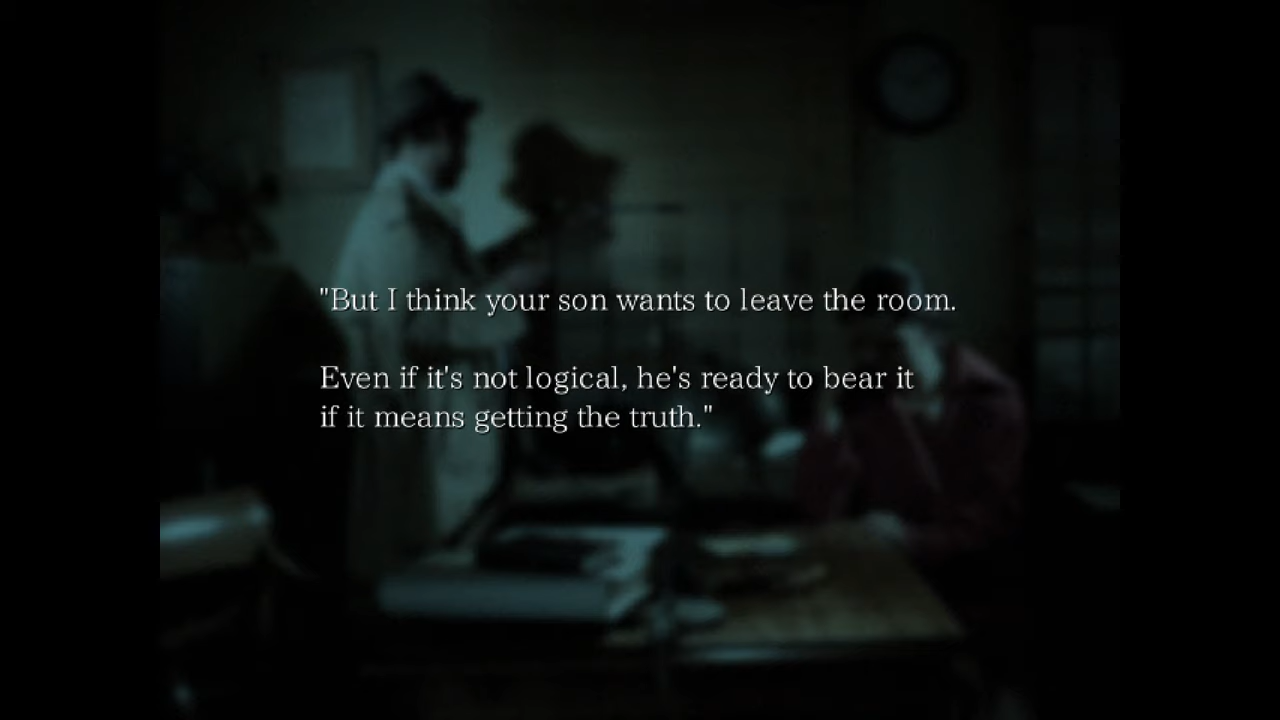 "But I think your son wants to leave the room.
Even if it's not logical, he's ready to bear it
if it means getting the truth."